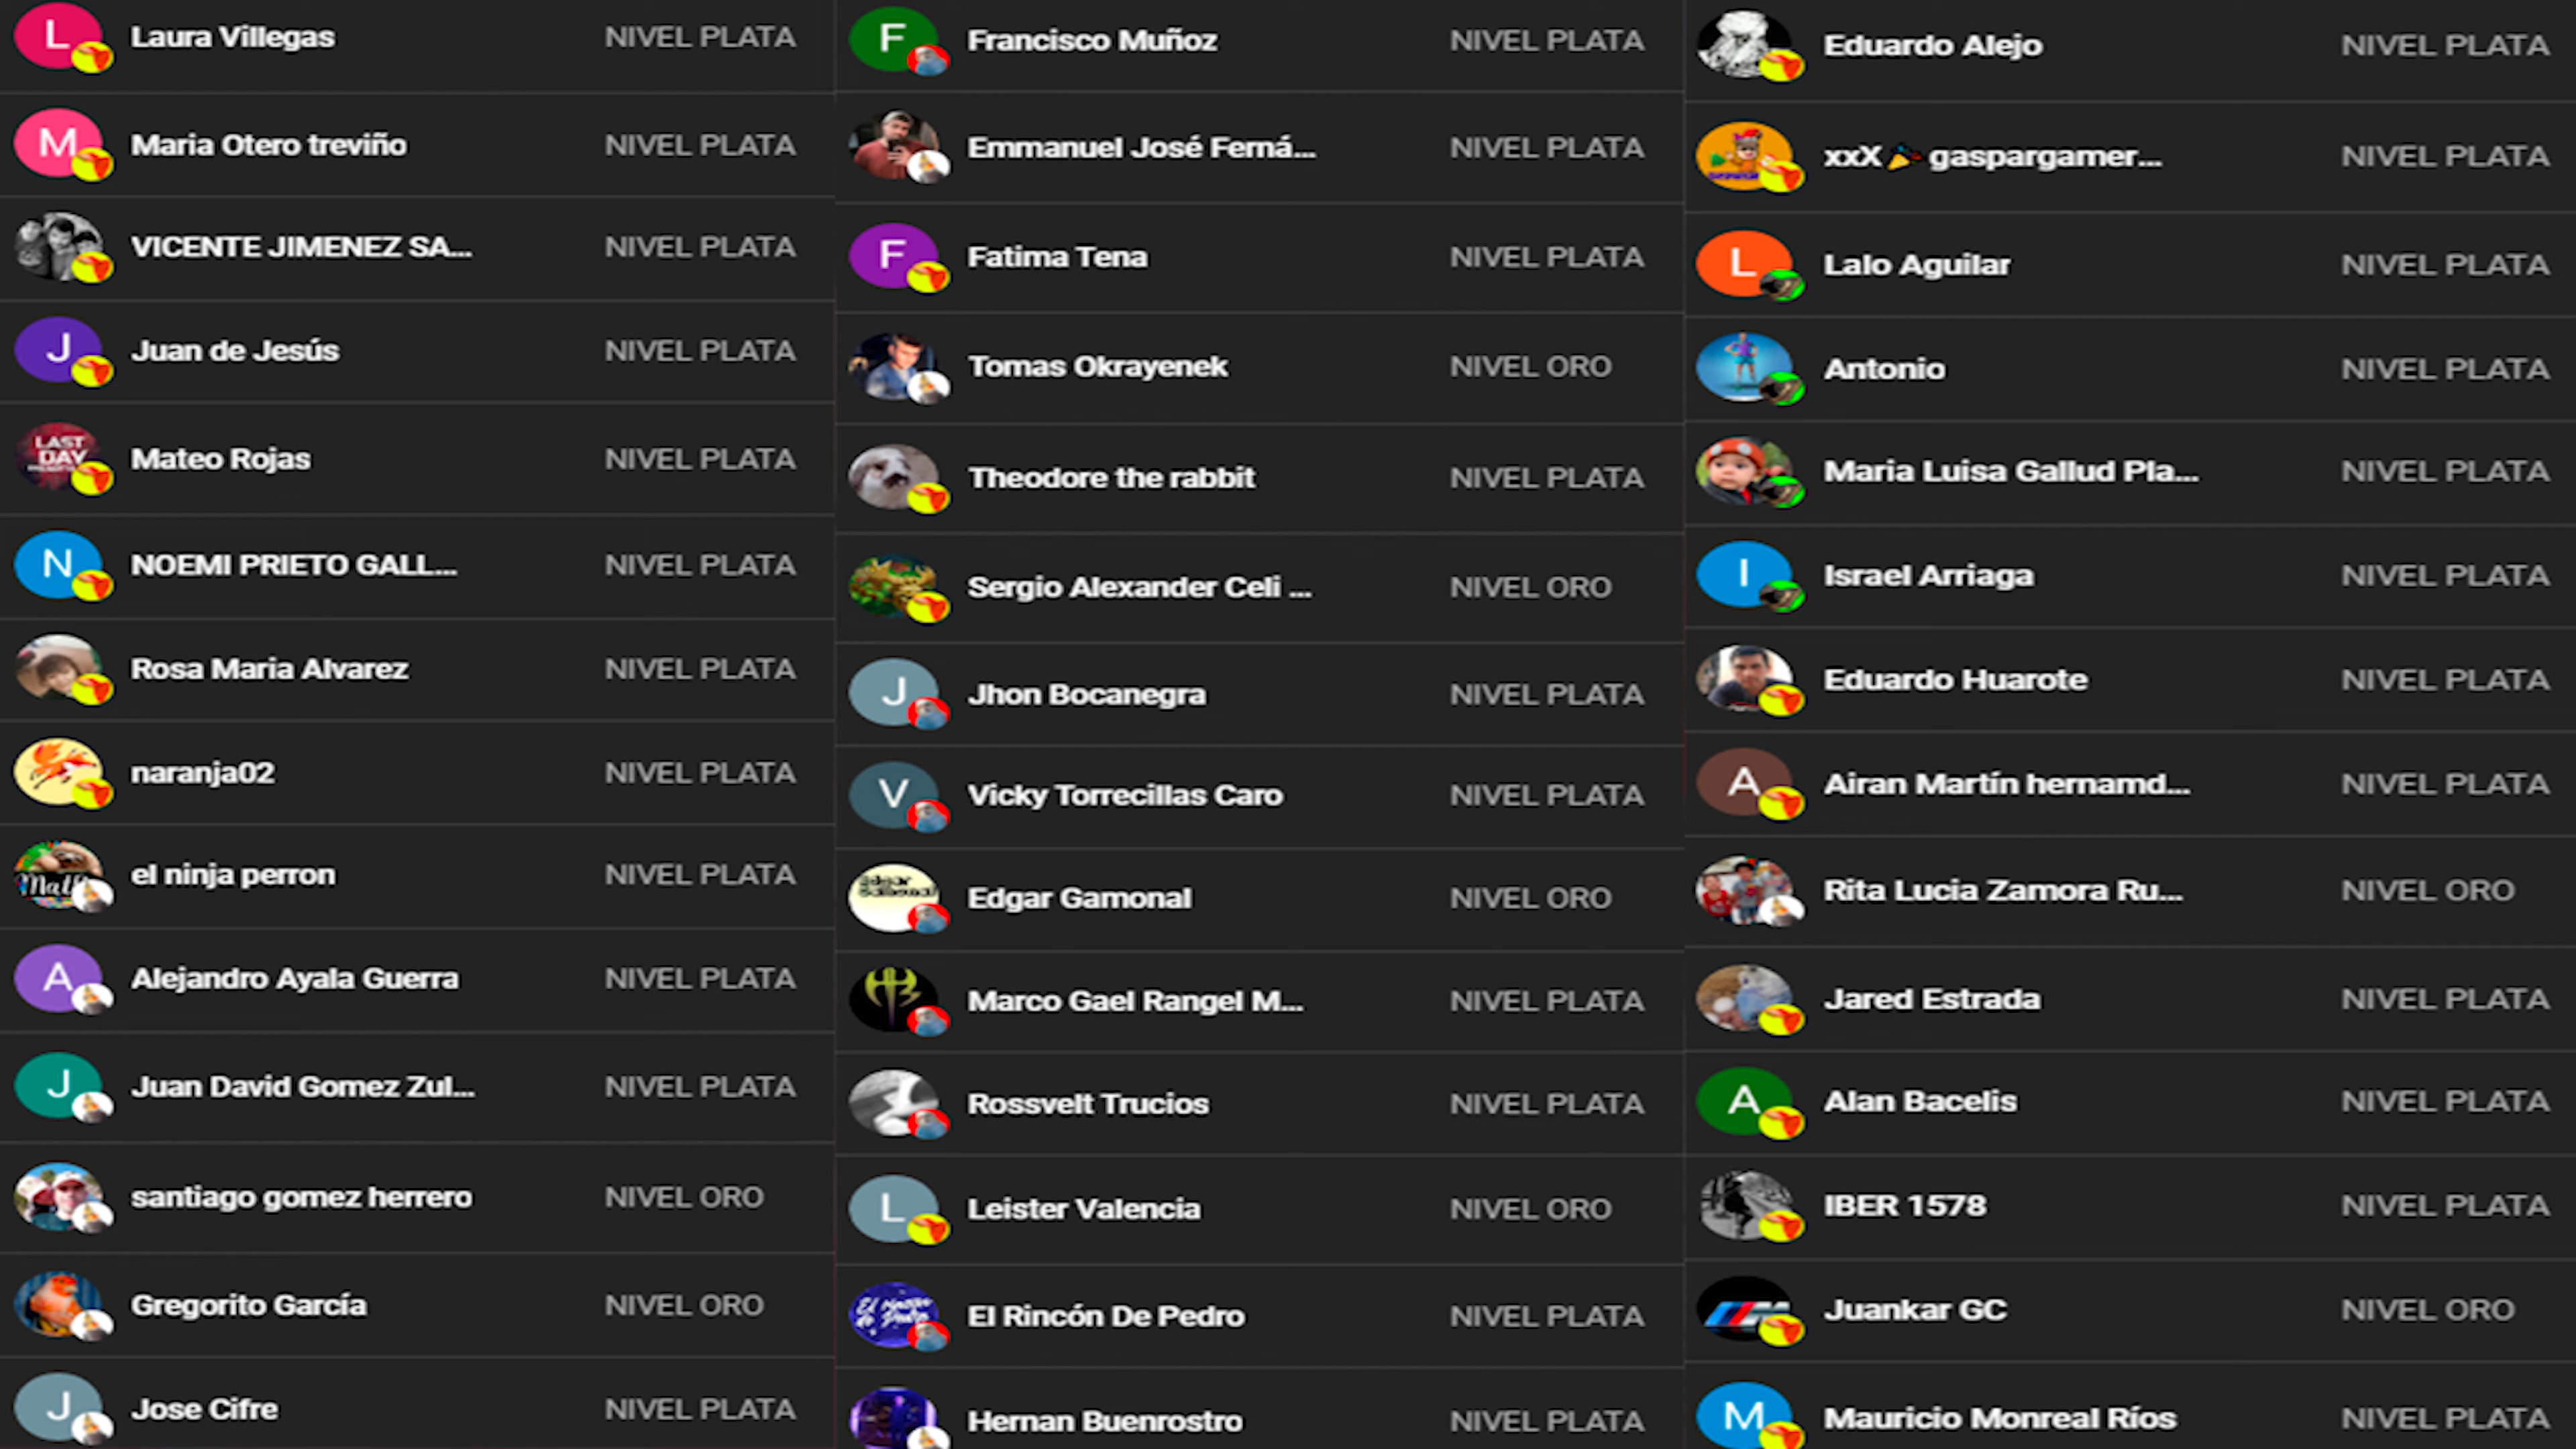 L Laura Villegas NIVEL PLATA
M Maria Otero treviño NIVEL PLATA
VICENTE JIMENEZ SA... NIVEL PLATA
J Juan de Jesús NIVEL PLATA
LAST
DAY
Mateo Rojas NIVEL PLATA
N NOEMI PRIETO GALL... NIVEL PLATA
Rosa Maria Alvarez NIVEL PLATA
naranja02 NIVEL PLATA
el ninja perron NIVEL PLATA
A Alejandro Ayala Guerra NIVEL PLATA
J Juan David Gomez Zul... NIVEL PLATA
santiago gomez herrero NIVEL ORO
Gregorito García NIVEL ORO
J Jose Cifre NIVEL PLATA
F Francisco Muñoz NIVEL PLATA
Emmanuel José Ferná... NIVEL PLATA
F Fatima Tena NIVEL PLATA
Tomas Okrayenek NIVEL ORO
Theodore the rabbit NIVEL PLATA
Sergio Alexander Celi ... NIVEL ORO
J Jhon Bocanegra NIVEL PLATA
V Vicky Torrecillas Caro NIVEL PLATA
Edgar Gamonal NIVEL ORO
Marco Gael Rangel M... NIVEL PLATA
Rossvelt Trucios NIVEL PLATA
L Leister Valencia NIVEL ORO
El Rincón De Pedro NIVEL PLATA
Hernan Buenrostro NIVEL PLATA
Eduardo Alejo NIVEL PLATA
xxX🎉gaspargamer... NIVEL PLATA
L Lalo Aguilar NIVEL PLATA
Antonio NIVEL PLATA
Maria Luisa Gallud Pla... NIVEL PLATA
I Israel Arriaga NIVEL PLATA
Eduardo Huarote NIVEL PLATA
A Airan Martín hernamd... NIVEL PLATA
Rita Lucia Zamora Ru... NIVEL ORO
Jared Estrada NIVEL PLATA
A Alan Bacelis NIVEL PLATA
IBER 1578 NIVEL PLATA
Juankar GC NIVEL ORO
M Mauricio Monreal Ríos NIVEL PLATA